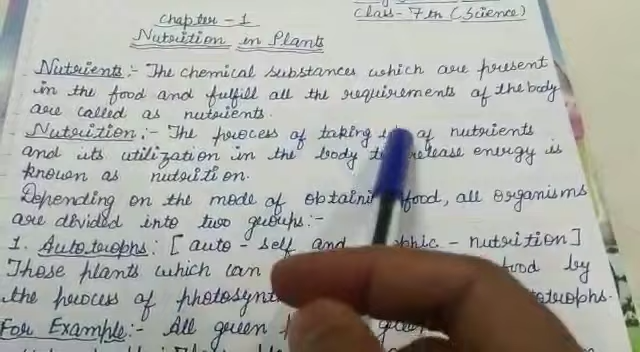 Class - 7th (Science)
Chapter - 1
Nutrition in Plants
Nutrients :- The chemical substances which are present
in the food and fulfill all the requirements of the body
are called as nutrients.
Nutrition :- The process of taking of nutrients
and its utilization in the body release energy is
known as nutrition.
Depending on the mode of food, all organisms
are divided into two groups :-
1. Autotrophs : [ auto - self and - nutrition ]
Those plants which can by
the process of
For Example :- All green